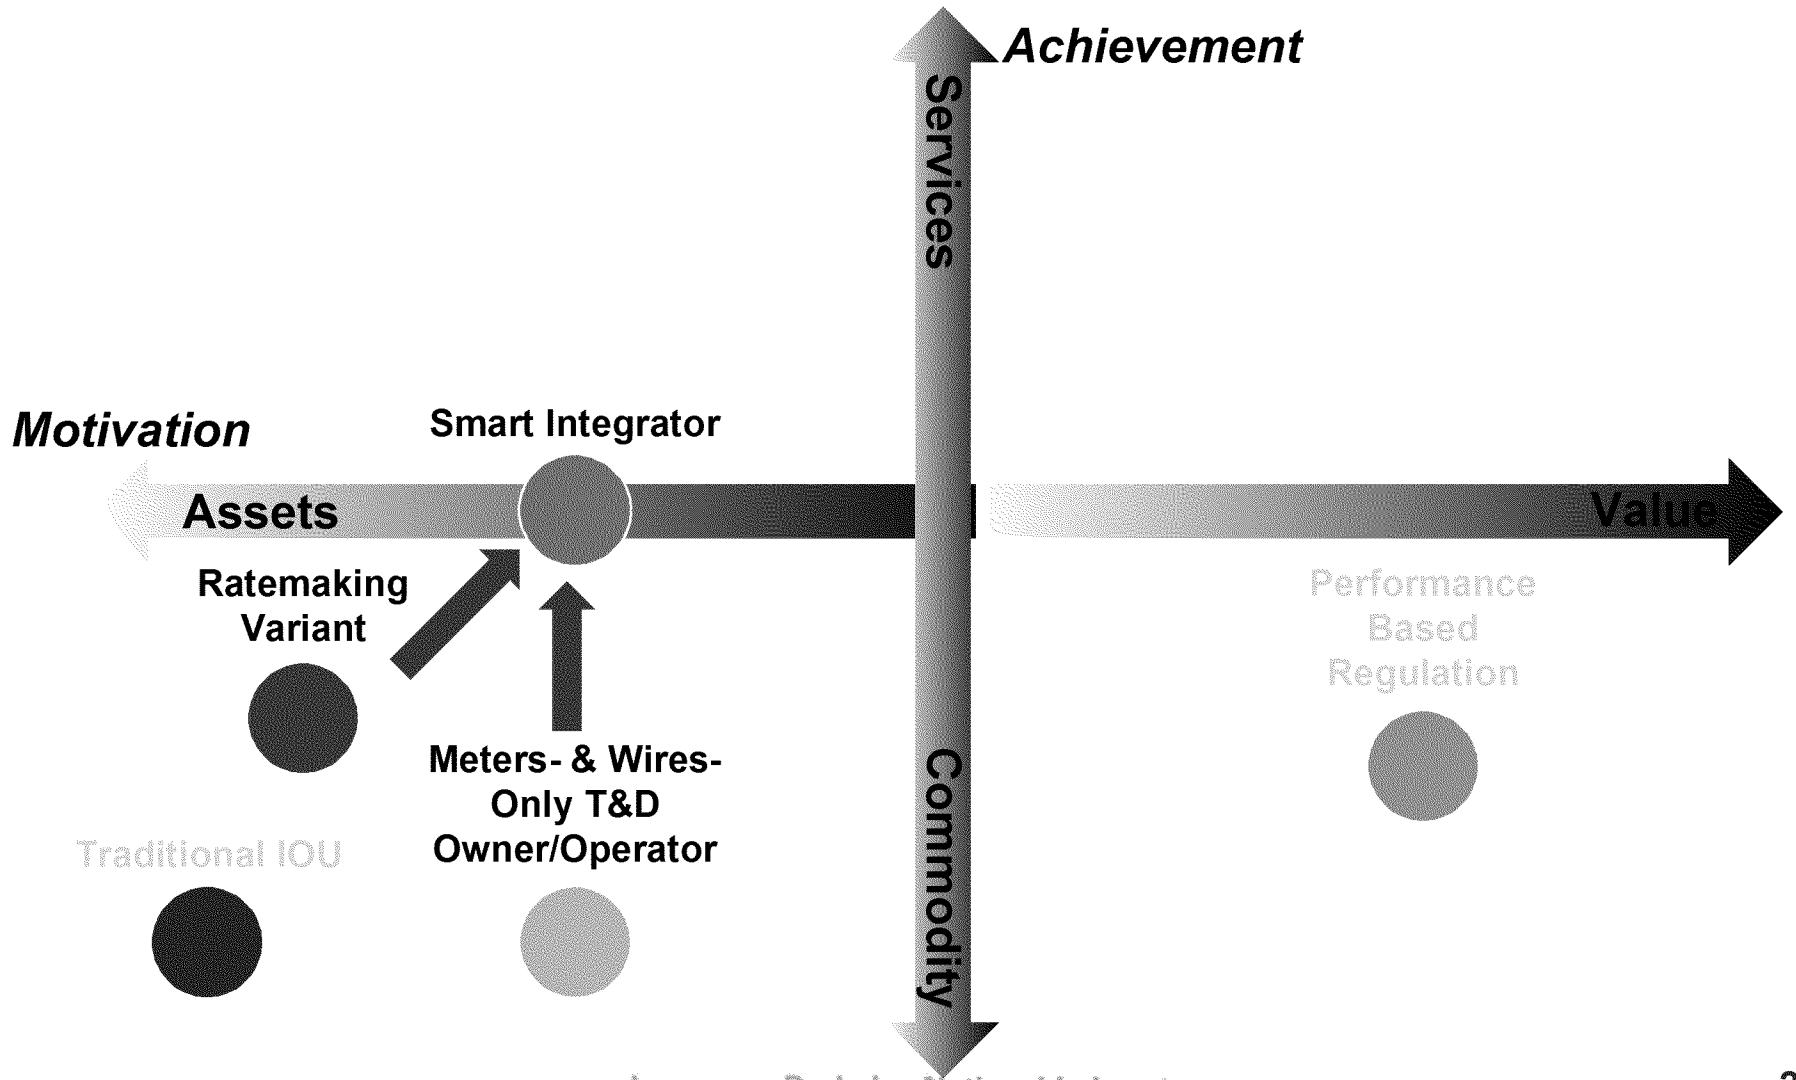 Achievement
Services
Motivation
Smart Integrator
Assets
Value
Ratemaking
Variant
Performance
Based
Regulation
Meters- & Wires-
Only T&D
Owner/Operator
Commodity
Traditional IOU